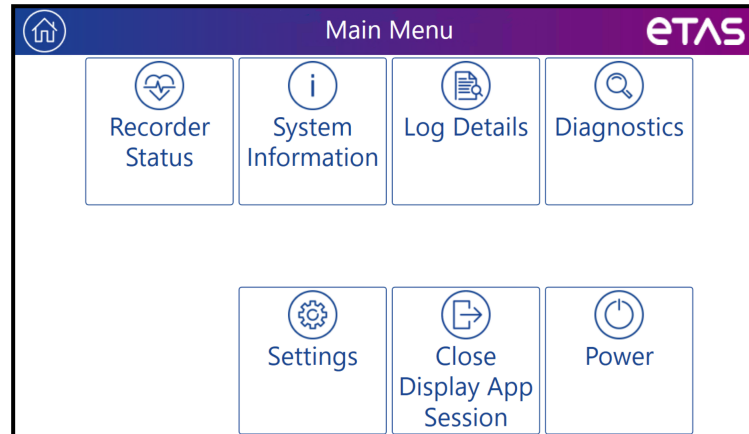 Main Menu
eTAS
Recorder
Status
System
Information
Log Details
Diagnostics
Settings
Close
Display App
Session
Power